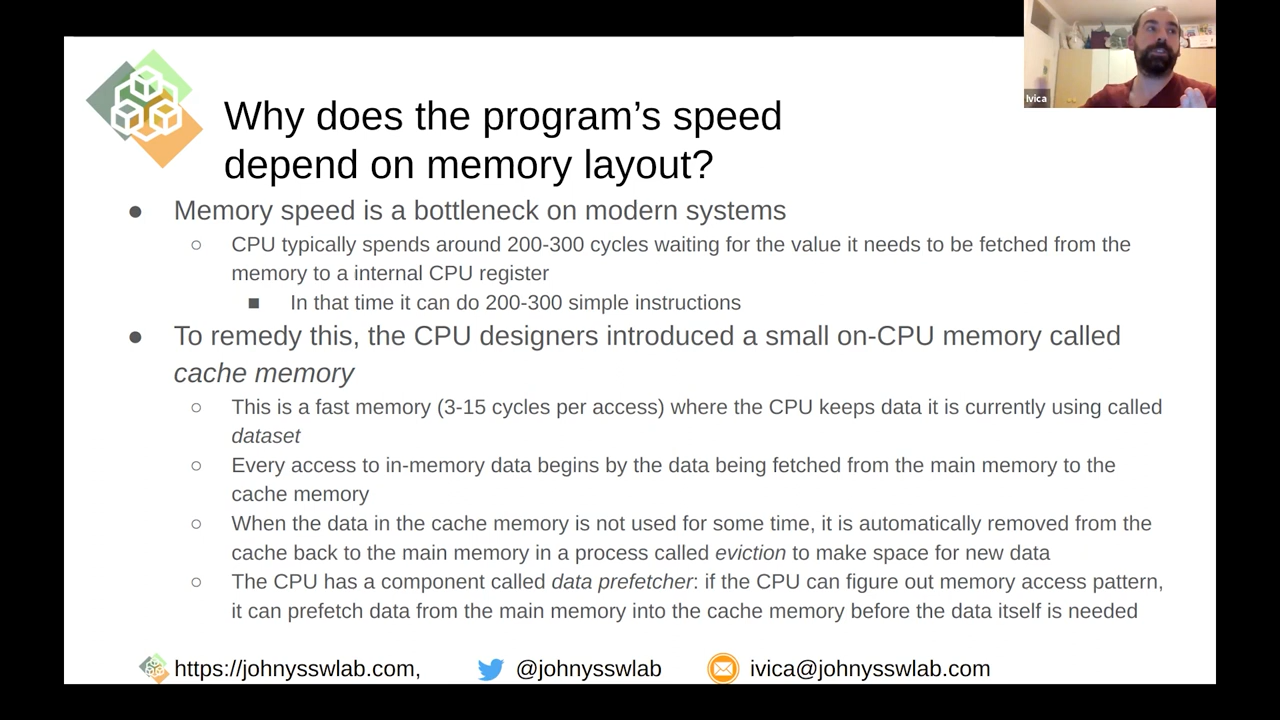 Ivica
Why does the program’s speed
depend on memory layout?
● Memory speed is a bottleneck on modern systems
○ CPU typically spends around 200-300 cycles waiting for the value it needs to be fetched from the
memory to a internal CPU register
■ In that time it can do 200-300 simple instructions
● To remedy this, the CPU designers introduced a small on-CPU memory called
cache memory
○ This is a fast memory (3-15 cycles per access) where the CPU keeps data it is currently using called
dataset
○ Every access to in-memory data begins by the data being fetched from the main memory to the
cache memory
○ When the data in the cache memory is not used for some time, it is automatically removed from the
cache back to the main memory in a process called eviction to make space for new data
○ The CPU has a component called data prefetcher: if the CPU can figure out memory access pattern,
it can prefetch data from the main memory into the cache memory before the data itself is needed
https://johnysswlab.com, @johnysswlab ivica@johnysswlab.com